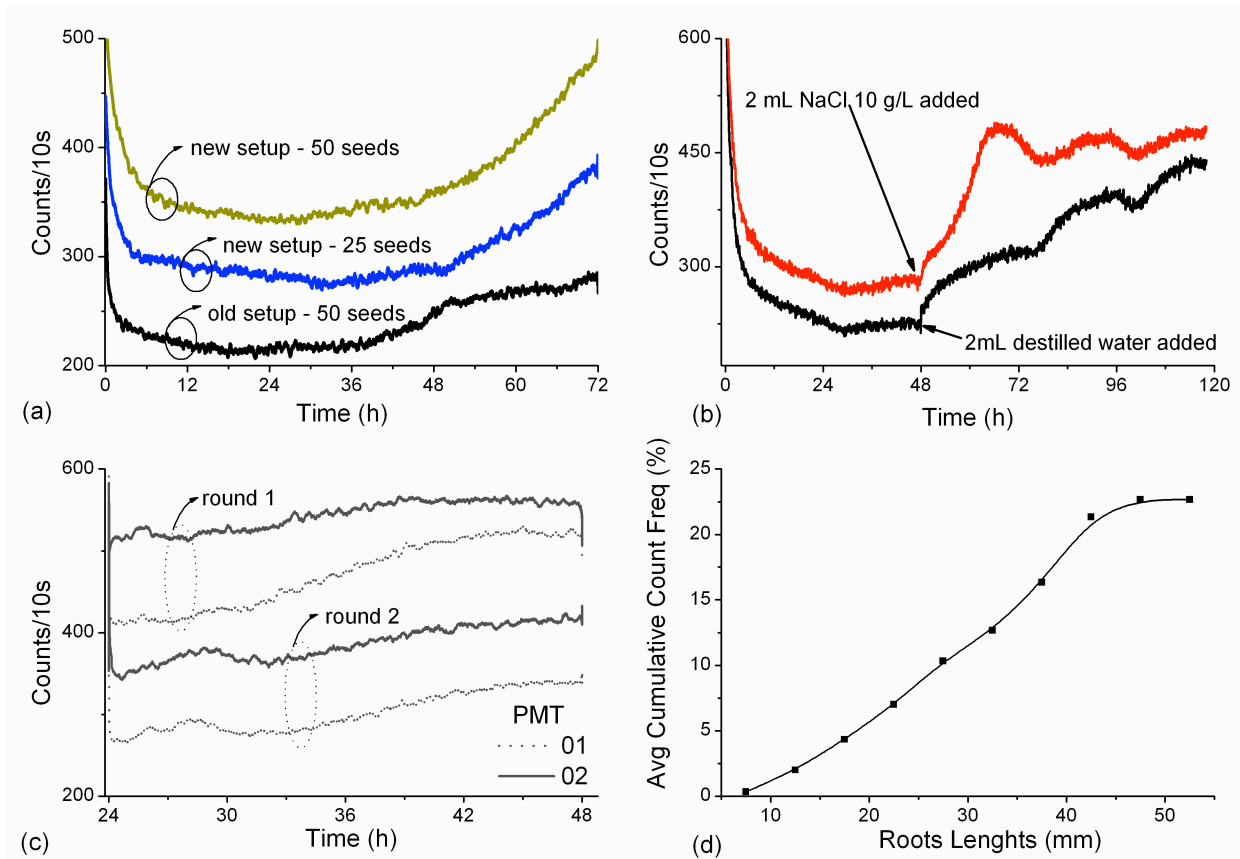 500
400
300
200
Counts/10s
new setup - 50 seeds
new setup - 25 seeds
old setup - 50 seeds
0 12 24 36 48 60 72
Time (h)
(a)
600
450
300
Counts/10s
2 mL NaCl 10 g/L added
2mL destilled water added
0 24 48 72 96 120
Time (h)
(b)
600
400
200
Counts/10s
round 1
round 2
PMT
01
02
24 30 36 42 48
Time (h)
(c)
25
20
15
10
5
0
Avg Cumulative Count Freq (%)
10 20 30 40 50
Roots Lenghts (mm)
(d)